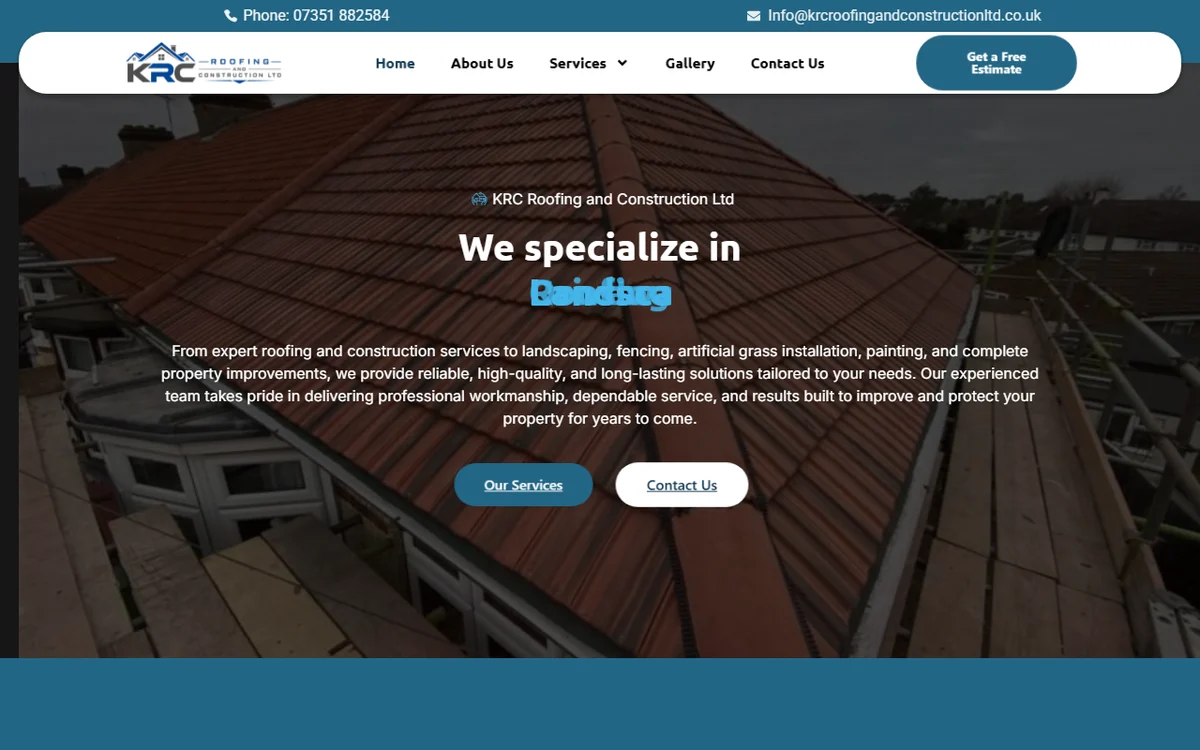 Phone: 07351 882584
Info@krcroofingandconstructionltd.co.uk
KRC
ROOFING
AND
CONSTRUCTION LTD
Home
About Us
Services
Gallery
Contact Us
Get a Free
Estimate
KRC Roofing and Construction Ltd
We specialize in
From expert roofing and construction services to landscaping, fencing, artificial grass installation, painting, and complete
property improvements, we provide reliable, high-quality, and long-lasting solutions tailored to your needs. Our experienced
team takes pride in delivering professional workmanship, dependable service, and results built to improve and protect your
property for years to come.
Our Services
Contact Us